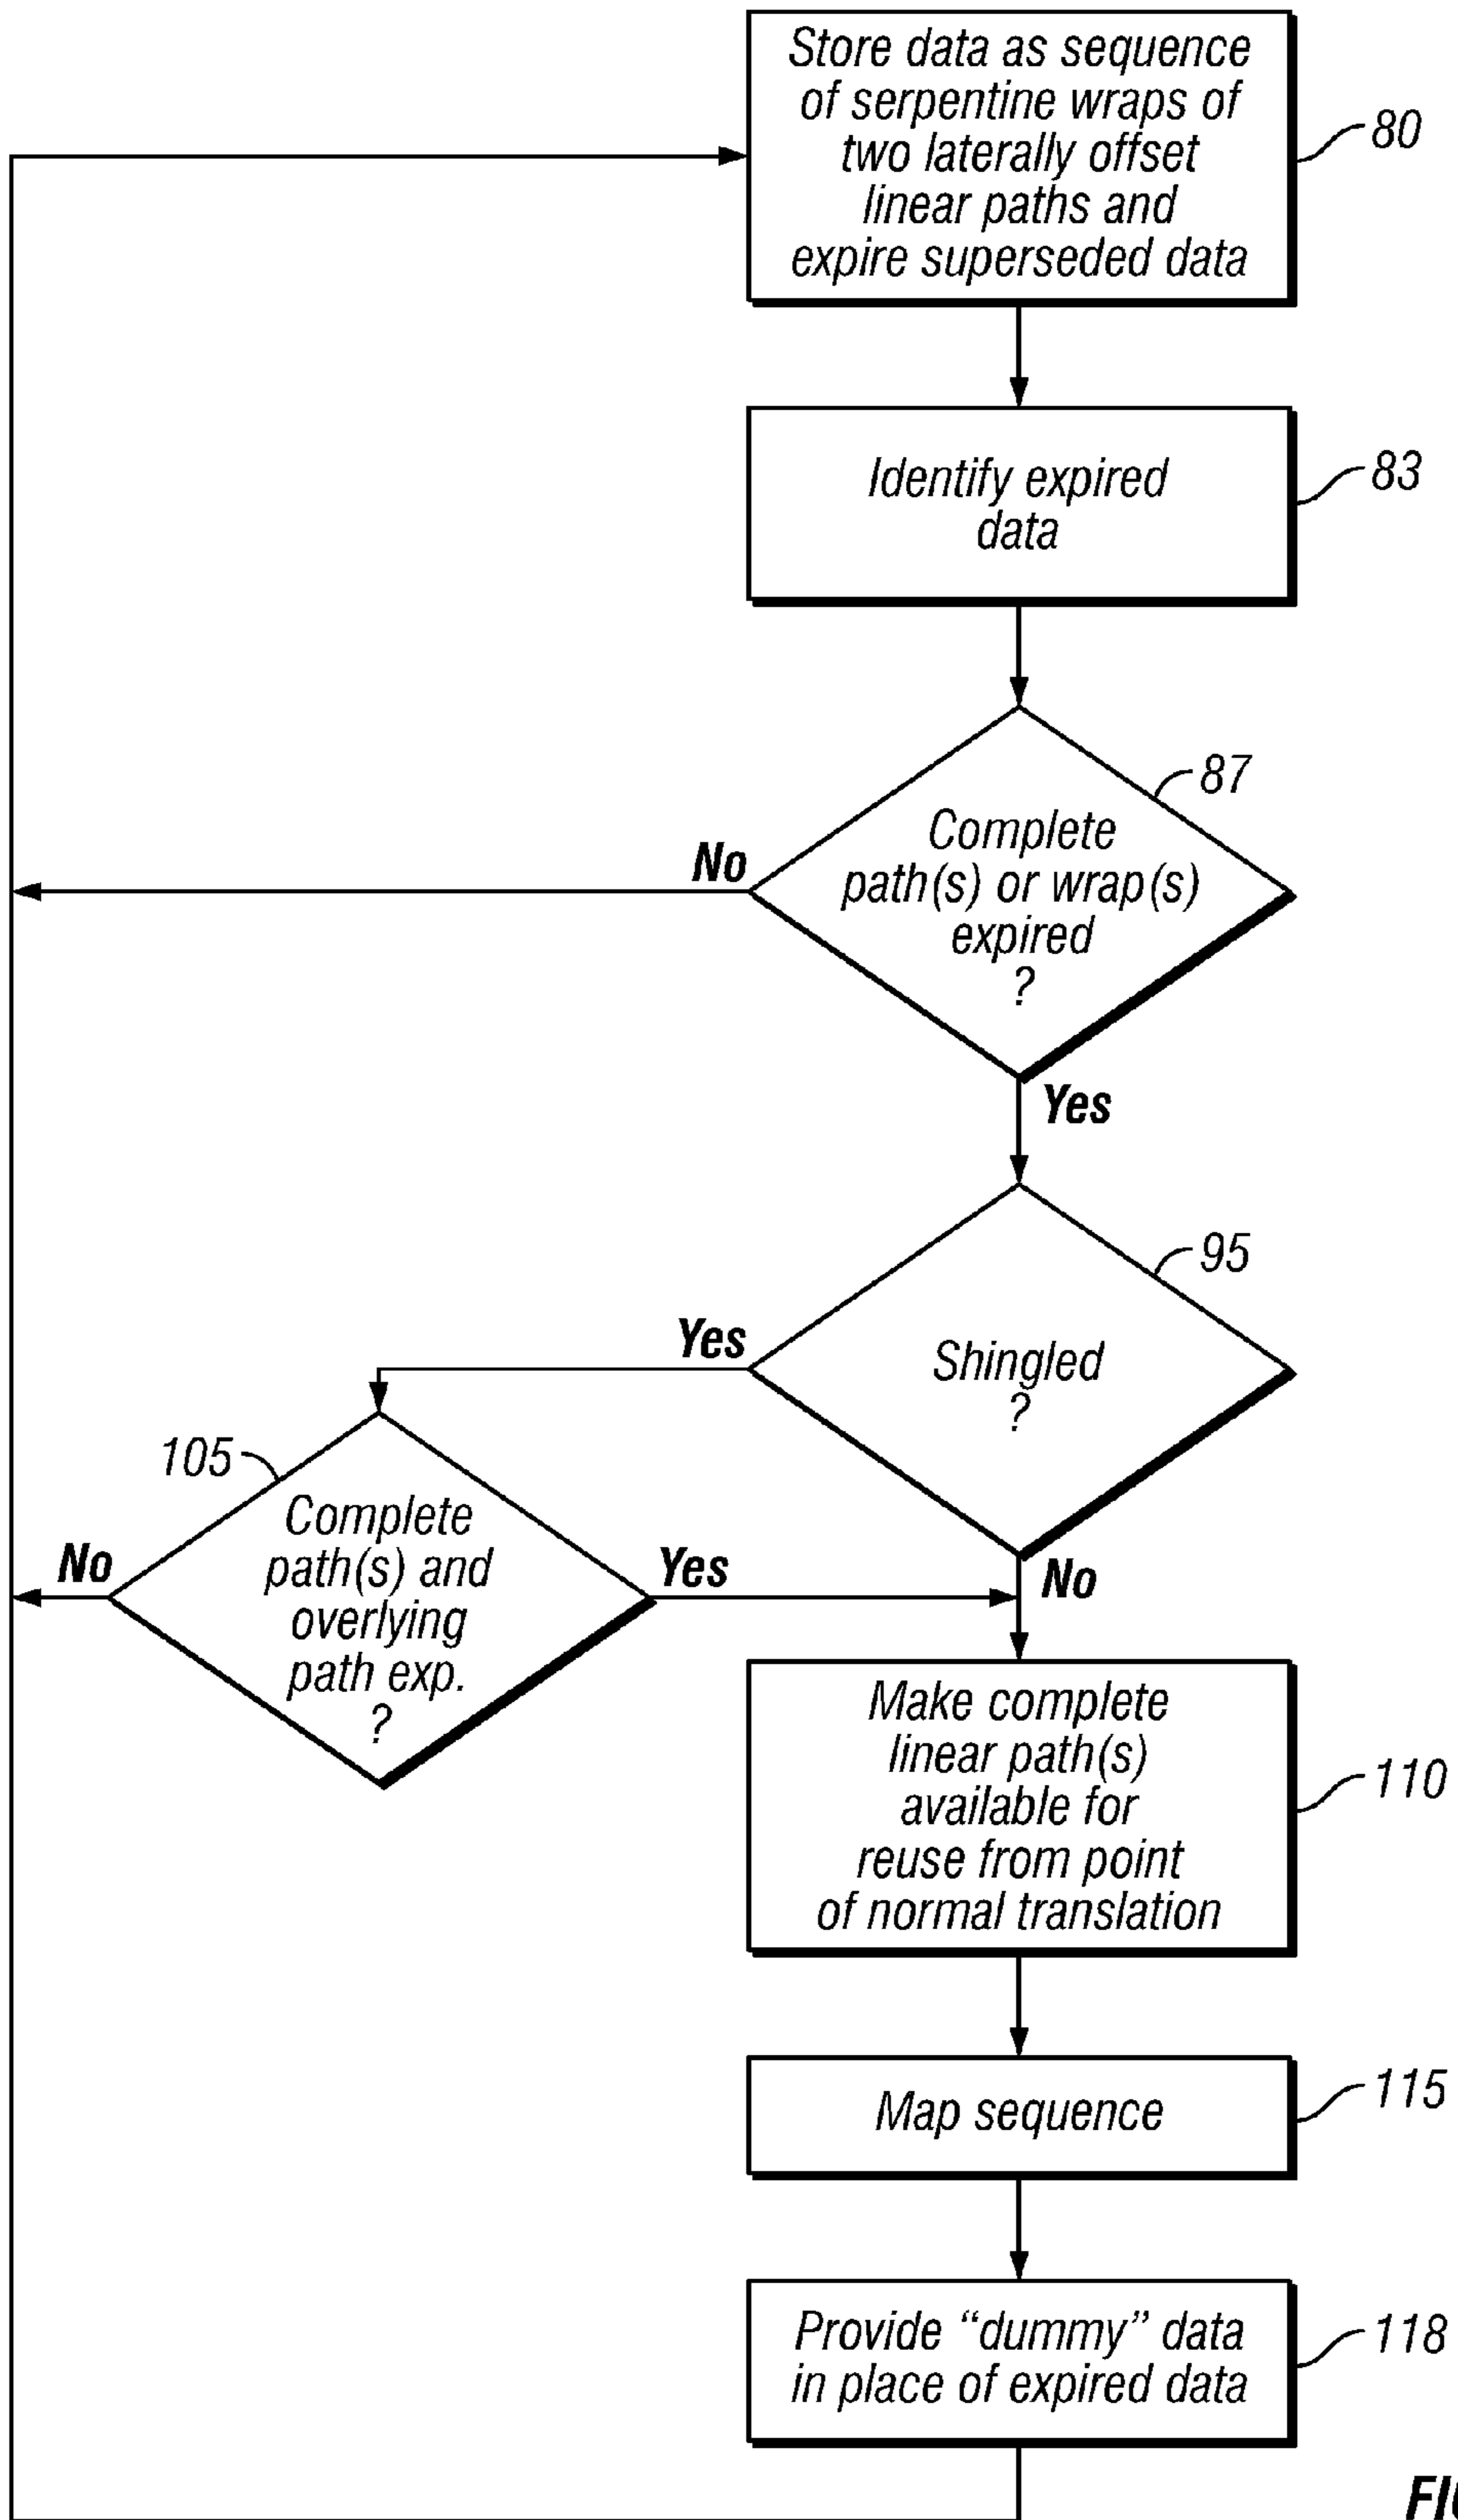 Store data as sequence
of serpentine wraps of
two laterally offset
linear paths and
expire superseded data
80
Identify expired
data
83
87
Complete
path(s) or wrap(s)
expired
?
No
Yes
95
Shingled
?
Yes
No
105
Complete
path(s) and
overlying
path exp.
?
No
Yes
Make complete
linear path(s)
available for
reuse from point
of normal translation
110
Map sequence
115
Provide “dummy” data
in place of expired data
118